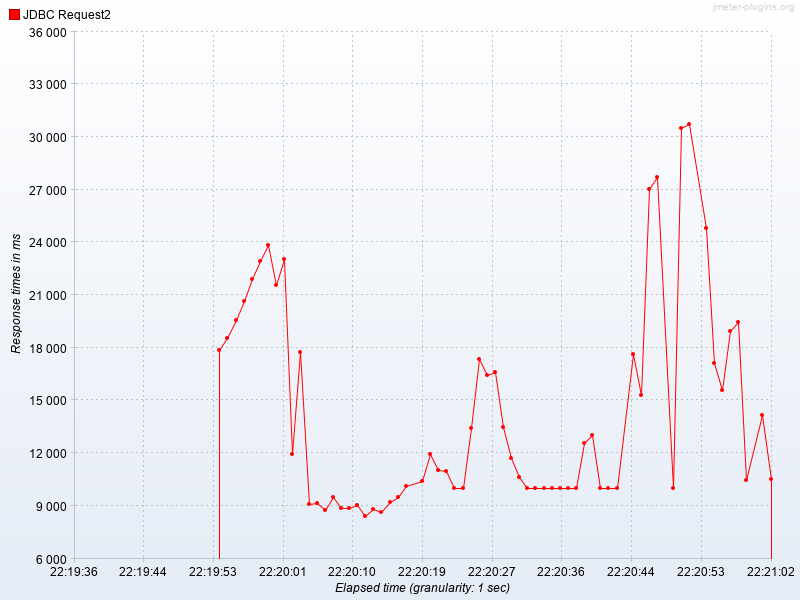 jmeter-plugins.org
JDBC Request2
36 000
33 000
30 000
27 000
24 000
21 000
18 000
15 000
12 000
9 000
6 000
Response times in ms
22:19:36 22:19:44 22:19:53 22:20:01 22:20:10 22:20:19 22:20:27 22:20:36 22:20:44 22:20:53 22:21:02
Elapsed time (granularity: 1 sec)